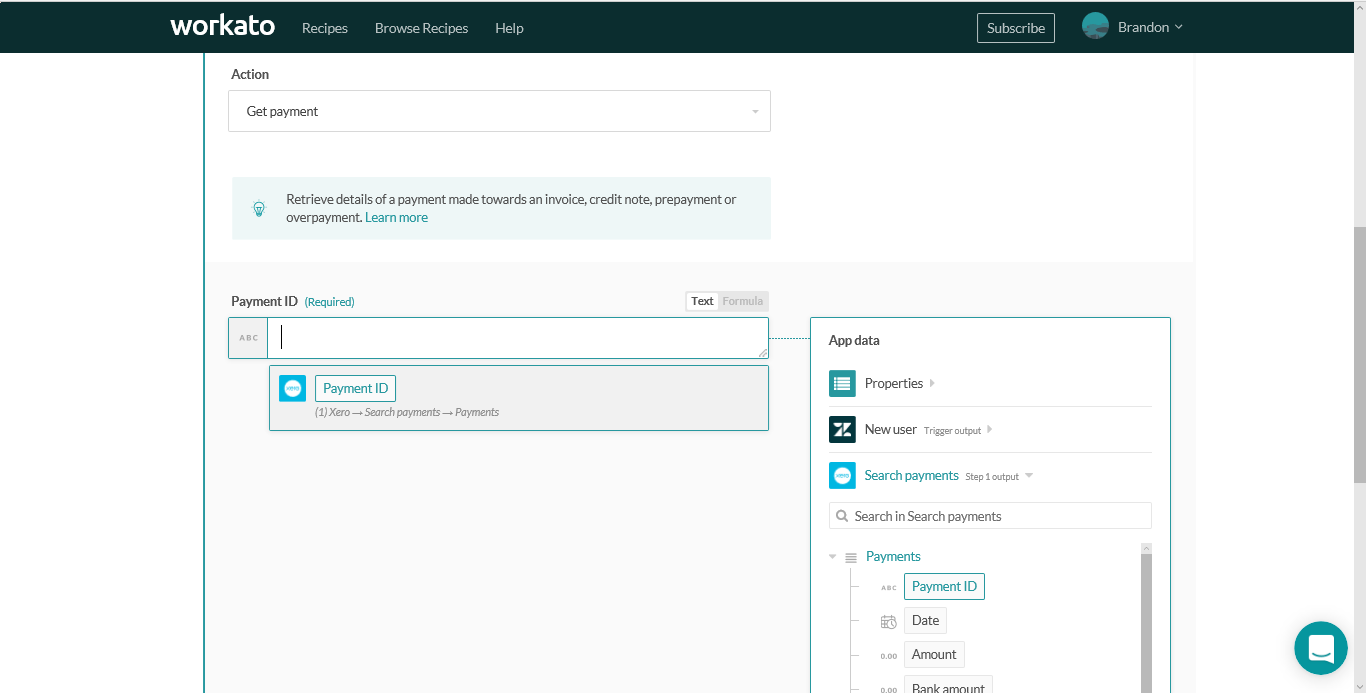 workato Recipes Browse Recipes Help Subscribe Brandon
Action
Get payment
Retrieve details of a payment made towards an invoice, credit note, prepayment or
overpayment. Learn more
Payment ID (Required) Text Formula
ABC
Payment ID
(1) Xero → Search payments → Payments
App data
Properties
New user Trigger output
xero Search payments Step 1 output
Search in Search payments
Payments
ABC Payment ID
Date
0.00 Amount
0.00 Bank amount